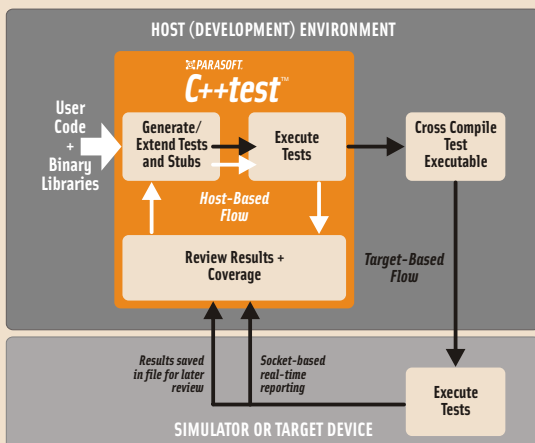 HOST (DEVELOPMENT) ENVIRONMENT
PARASOFT.
C++test™
User
Code
+
Binary
Libraries
Generate/
Extend Tests
and Stubs
Execute
Tests
Cross Compile
Test
Executable
Host-Based
Flow
Review Results +
Coverage
Target-Based
Flow
Results saved
in file for later
review
Socket-based
real-time
reporting
Execute
Tests
SIMULATOR OR TARGET DEVICE